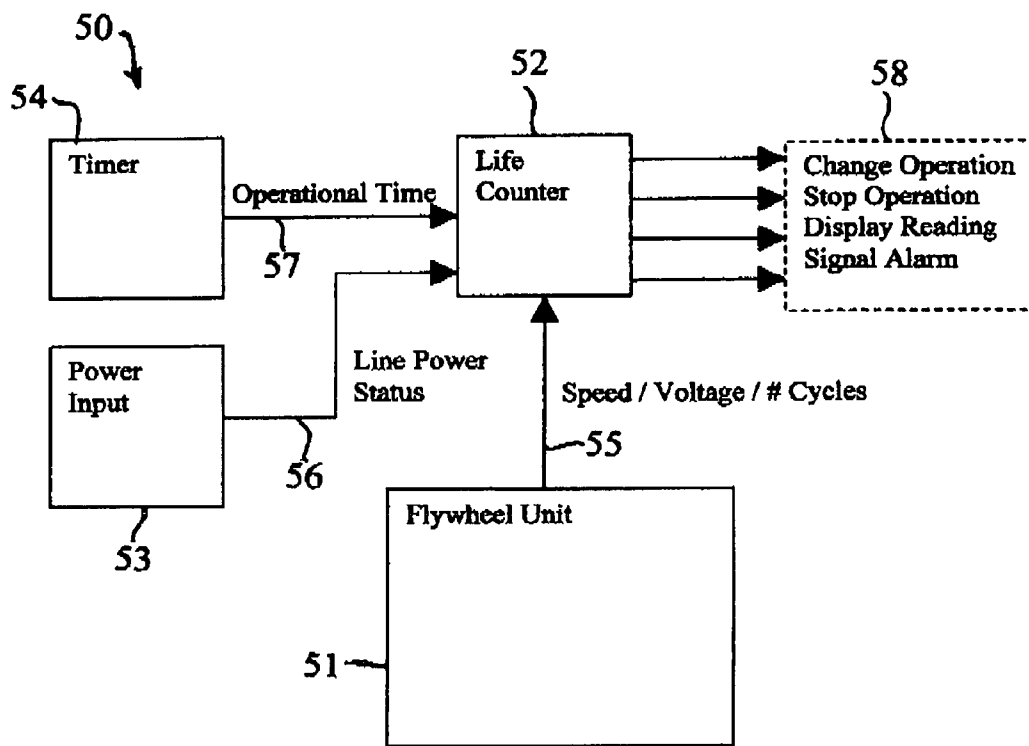 50
54
52
58
Timer
Life
Counter
Change Operation
Stop Operation
Display Reading
Signal Alarm
Operational Time
57
Power
Input
Line Power
Status
Speed / Voltage / # Cycles
56
55
53
Flywheel Unit
51